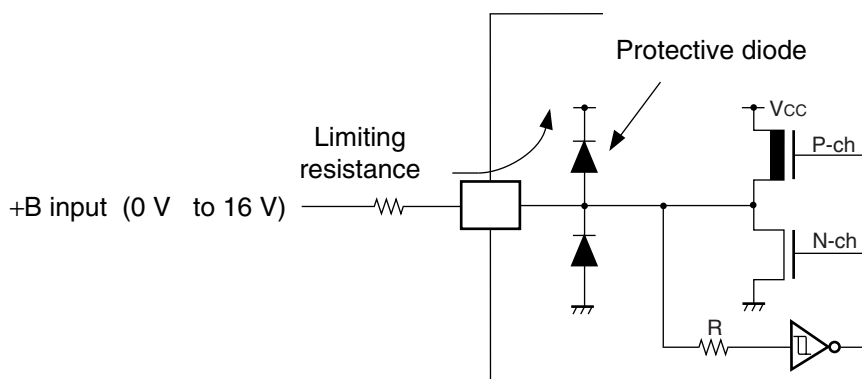 Protective diode
VCC
P-ch
Limiting
resistance
+B input (0 V to 16 V)
N-ch
R